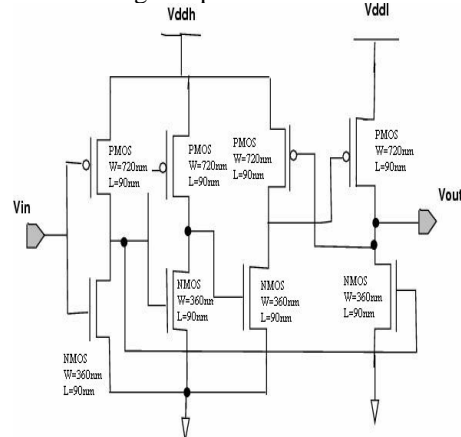 Vddh
Vddl
PMOS
W=720nm
L=90nm
PMOS
W=720nm
L=90nm
PMOS
W=720nm
L=90nm
PMOS
W=720nm
L=90nm
Vin
Vout
NMOS
W=360nm
L=90nm
NMOS
W=360nm
L=90nm
NMOS
W=360nm
L=90nm
NMOS
W=360nm
L=90nm